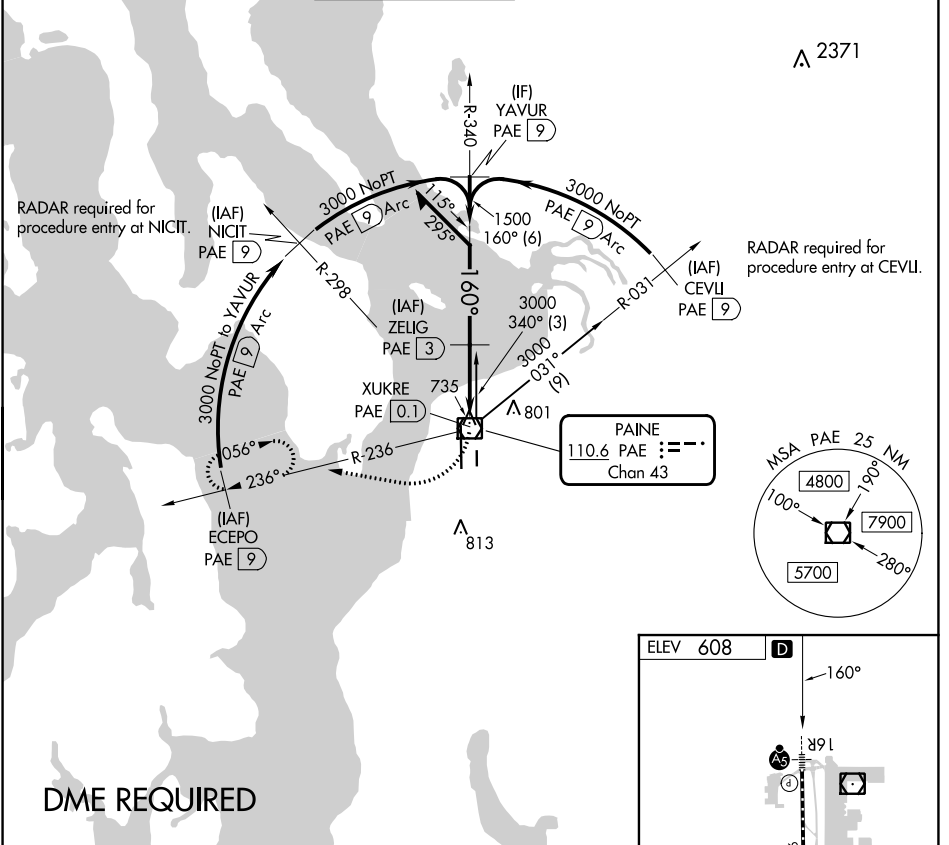 2371
(IF)
YAVUR
PAE 9
R-340
3000 NoPT
PAE 9 Arc
115°
295°
1500
160° (6)
3000 NoPT
PAE 9 Arc
RADAR required for
procedure entry at NICIT.
(IAF)
NICIT
PAE 9
R-298
RADAR required for
procedure entry at CEVLI.
(IAF)
CEVLI
PAE 9
R-031
160°
3000 NoPT to YAVUR
PAE 9 Arc
(IAF)
ZELIG
PAE 3
3000
340° (3)
3000
031°
(9)
XUKRE
PAE 0.1
735
801
PAINE
110.6 PAE
Chan 43
056°
236°
R-236
(IAF)
ECEPO
PAE 9
813
MSA PAE 25 NM
4800
190°
100°
7900
280°
5700
ELEV 608 D
160°
16R
A5
P
DME REQUIRED